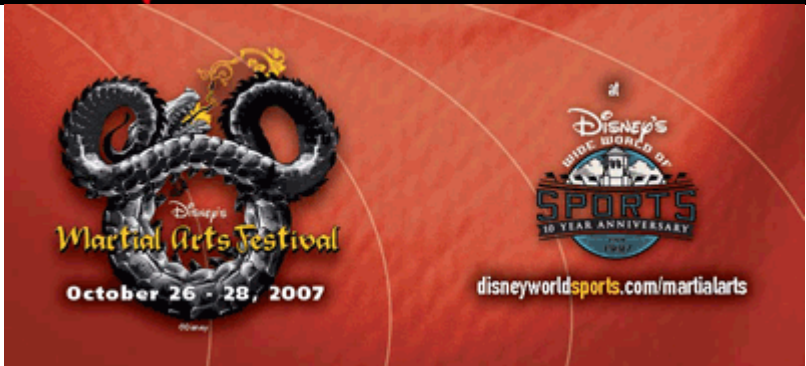 Disney's
Martial Arts Festival
October 26 - 28, 2007
©Disney
at
Disney's
WIDE WORLD OF
SPORTS
10 YEAR ANNIVERSARY
1997
disneyworldsports.com/martialarts